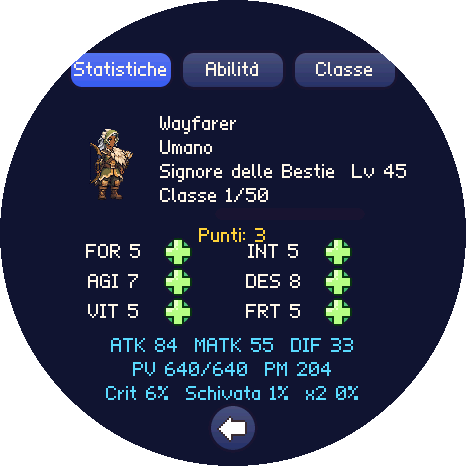 Statistiche Abilità Classe
Wayfarer
Umano
Signore delle Bestie Lv 45
Classe 1/50
Punti: 3
FOR 5 INT 5
AGI 7 DES 8
VIT 5 FRT 5
ATK 84 MATK 55 DIF 33
PV 640/640 PM 204
Crit 6% Schivata 1% x2 0%